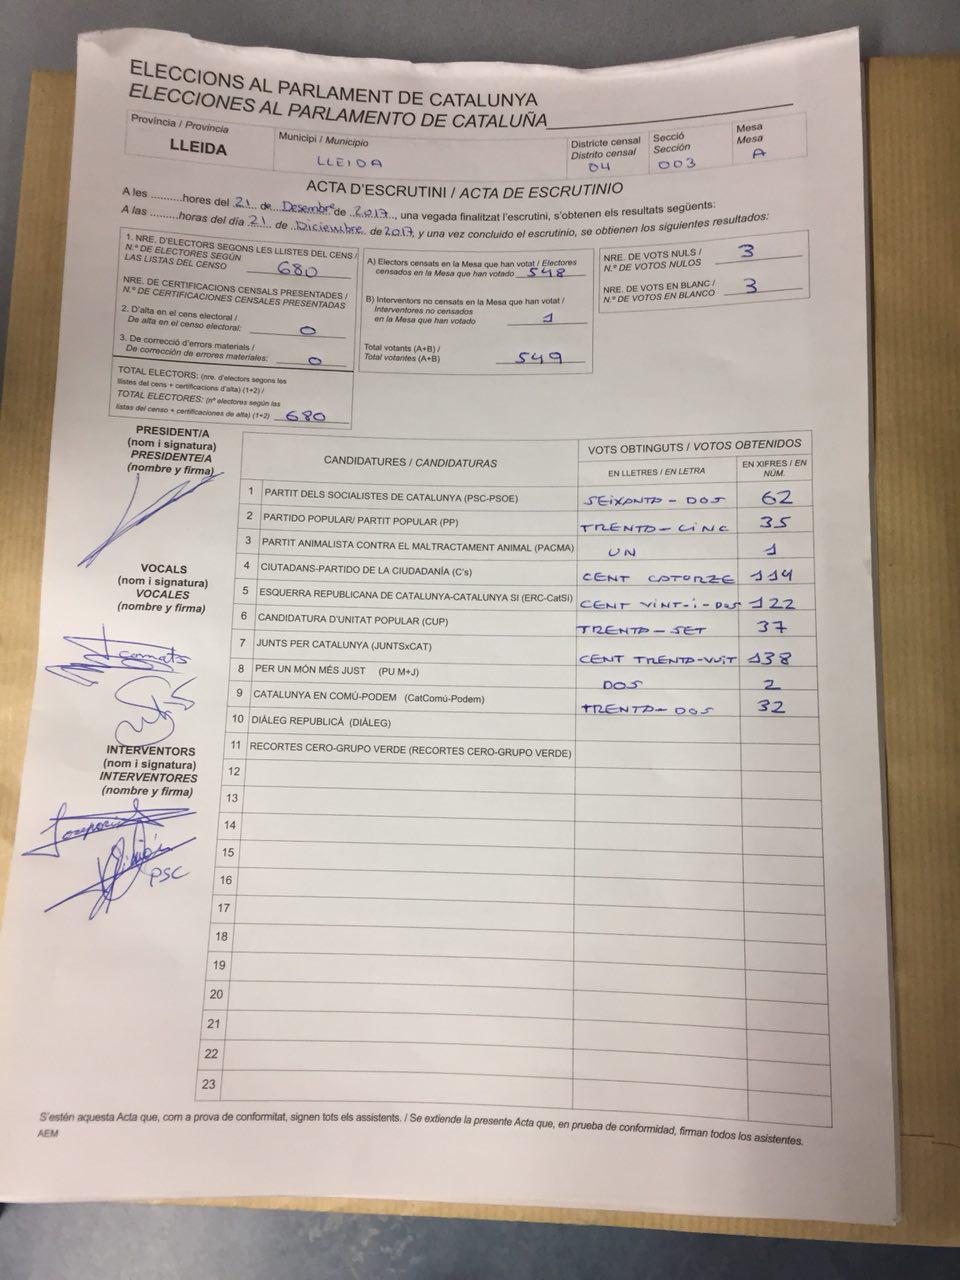 ELECCIONS AL PARLAMENT DE CATALUNYA
ELECCIONES AL PARLAMENTO DE CATALUÑA
Província / Provincia
LLEIDA
Municipi / Municipio
LLEIDA
Districte censal
Distrito censal
04
Secció
Sección
003
Mesa
Mesa
A
ACTA D'ESCRUTINI / ACTA DE ESCRUTINIO
A les ..........hores del 21 de Desembre de 2017, una vegada finalitzat l'escrutini, s'obtenen els resultats següents:
A las ..........horas del día 21 de Diciembre de 2017, y una vez concluido el escrutinio, se obtienen los siguientes resultados:
1. NRE. D'ELECTORS SEGONS LES LLISTES DEL CENS /
N.º DE ELECTORES SEGÚN
LAS LISTAS DEL CENSO 680
NRE. DE CERTIFICACIONS CENSALS PRESENTADES /
N.º DE CERTIFICACIONES CENSALES PRESENTADAS
2. D'alta en el cens electoral /
De alta en el censo electoral: 0
3. De correcció d'errors materials /
De corrección de errores materiales: 0
TOTAL ELECTORS: (nre. d'electors segons les
llistes del cens + certificacions d'alta) (1+2) /
TOTAL ELECTORES: (nº electores según las
listas del censo + certificaciones de alta) (1+2) 680
A) Electors censats en la Mesa que han votat / Electores
censados en la Mesa que han votado 548
B) Interventors no censats en la Mesa que han votat /
Interventores no censados
en la Mesa que han votado 1
Total votants (A+B) /
Total votantes (A+B) 549
NRE. DE VOTS NULS /
N.º DE VOTOS NULOS 3
NRE. DE VOTS EN BLANC /
N.º DE VOTOS EN BLANCO 3
PRESIDENT/A
(nom i signatura)
PRESIDENTE/A
(nombre y firma)
VOCALS
(nom i signatura)
VOCALES
(nombre y firma)
INTERVENTORS
(nom i signatura)
INTERVENTORES
(nombre y firma)
PSC
CANDIDATURES / CANDIDATURAS
VOTS OBTINGUTS / VOTOS OBTENIDOS
EN LLETRES / EN LETRA
EN XIFRES / EN NÚM.
1 PARTIT DELS SOCIALISTES DE CATALUNYA (PSC-PSOE) SEIXANTA-DOS 62
2 PARTIDO POPULAR/ PARTIT POPULAR (PP) TRENTA-CINC 35
3 PARTIT ANIMALISTA CONTRA EL MALTRACTAMENT ANIMAL (PACMA) UN 1
4 CIUTADANS-PARTIDO DE LA CIUDADANÍA (C's) CENT CATORZE 114
5 ESQUERRA REPUBLICANA DE CATALUNYA-CATALUNYA SÍ (ERC-CatSí) CENT VINT-I-DOS 122
6 CANDIDATURA D'UNITAT POPULAR (CUP) TRENTA-SET 37
7 JUNTS PER CATALUNYA (JUNTSxCAT) CENT TRENTA-VUIT 138
8 PER UN MÓN MÉS JUST (PU M+J) DOS 2
9 CATALUNYA EN COMÚ-PODEM (CatComú-Podem) TRENTA-DOS 32
10 DIÀLEG REPUBLICÀ (DIÀLEG)
11 RECORTES CERO-GRUPO VERDE (RECORTES CERO-GRUPO VERDE)
12
13
14
15
16
17
18
19
20
21
22
23
S'estén aquesta Acta que, com a prova de conformitat, signen tots els assistents. / Se extiende la presente Acta que, en prueba de conformidad, firman todos los asistentes.
AEM